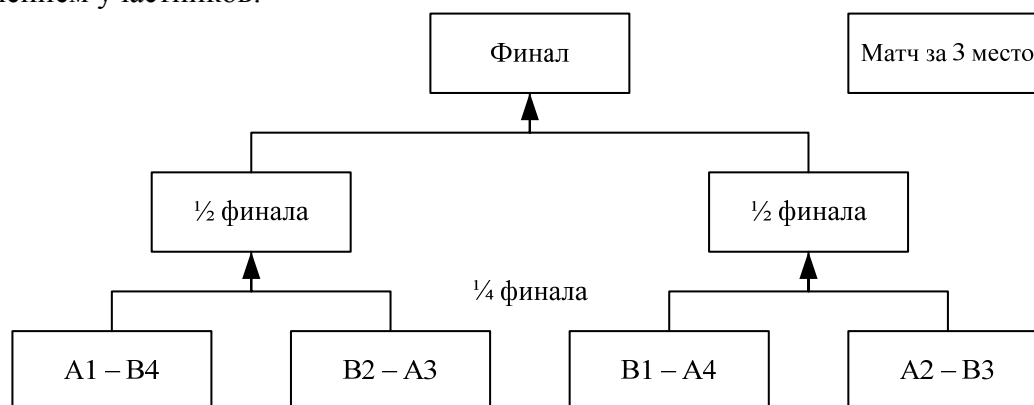 Финал
Матч за 3 место
½ финала
½ финала
¼ финала
A1 – B4
B2 – A3
B1 – A4
A2 – B3